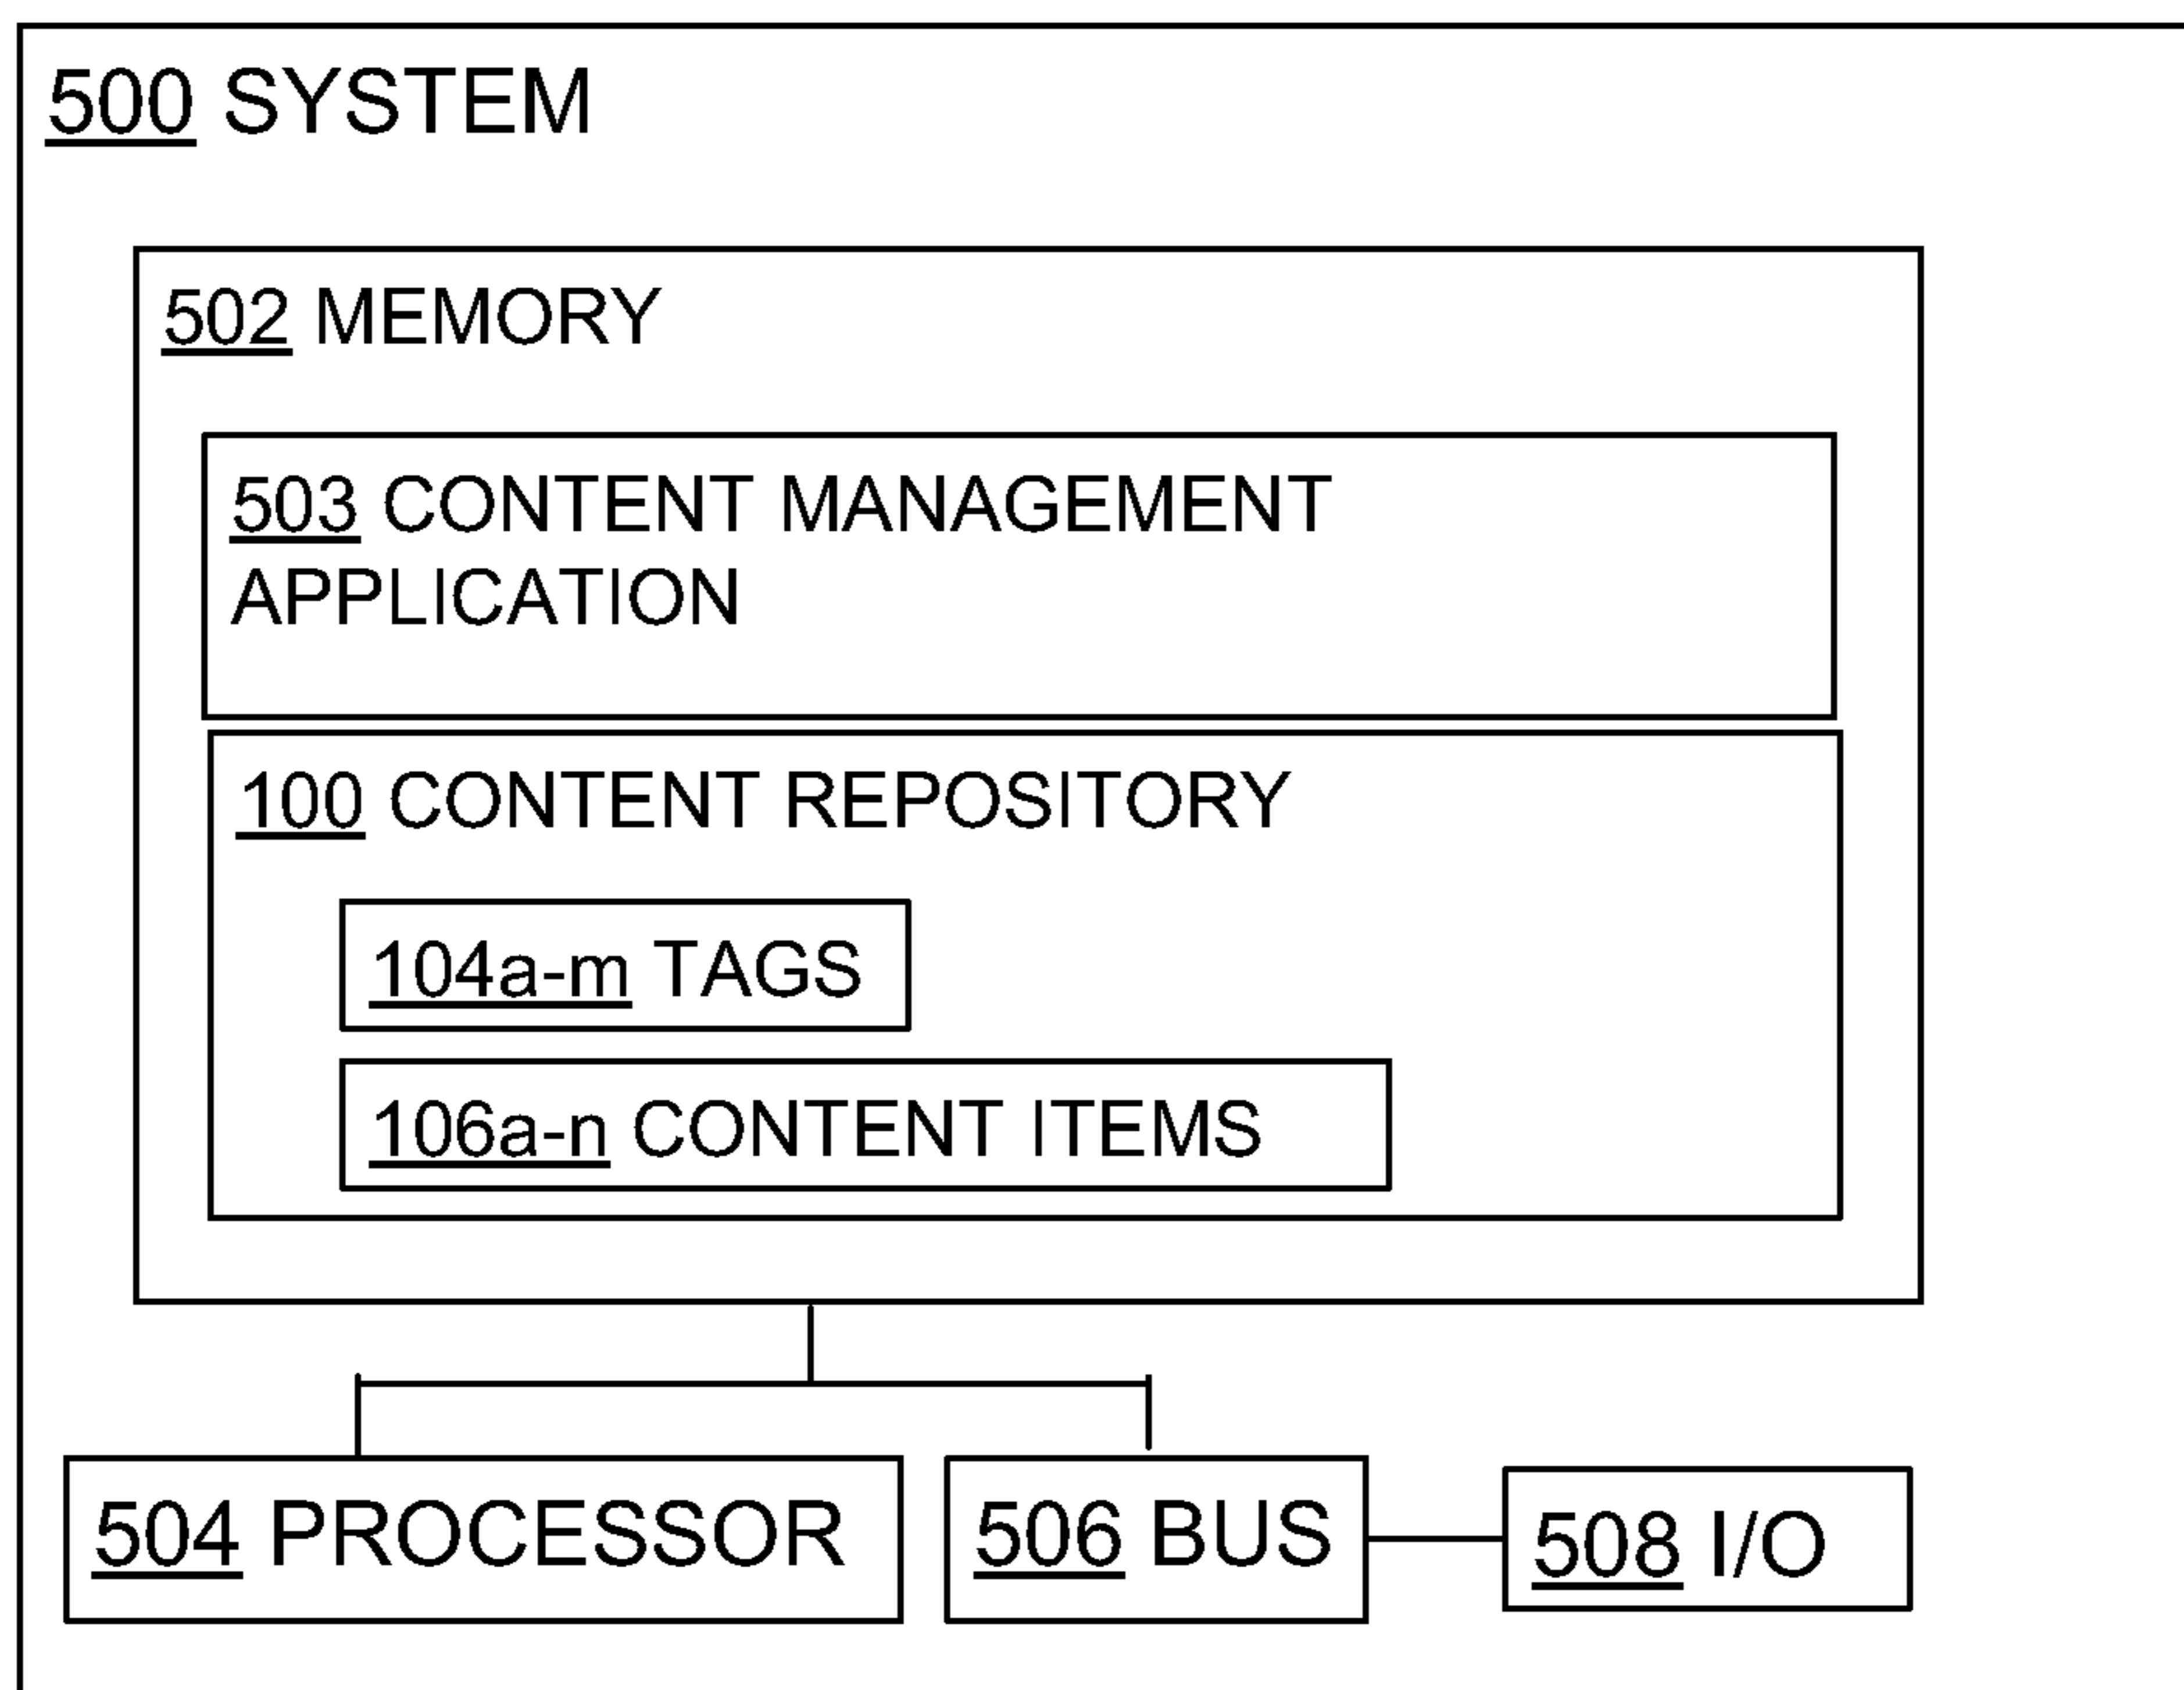 500 SYSTEM
502 MEMORY
503 CONTENT MANAGEMENT
APPLICATION
100 CONTENT REPOSITORY
104a-m TAGS
106a-n CONTENT ITEMS
504 PROCESSOR
506 BUS
508 I/O